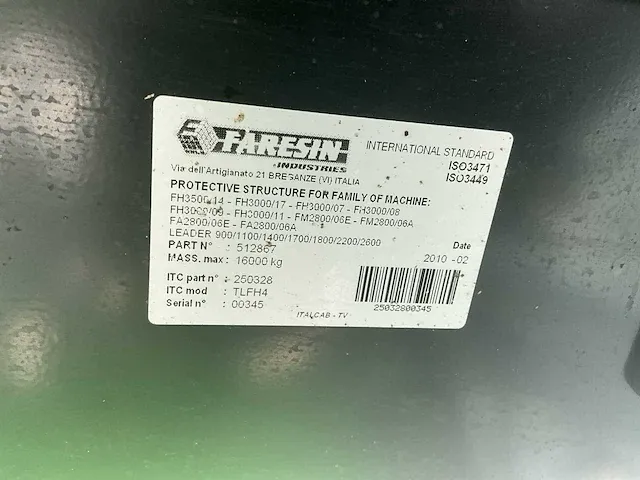 FARESIN
INDUSTRIES
Via dell'Artigianato 21 BREGANZE (VI) ITALIA
INTERNATIONAL STANDARD
ISO3471
ISO3449
PROTECTIVE STRUCTURE FOR FAMILY OF MACHINE:
FH3500/14 - FH3000/17 - FH3000/07 - FH3000/08
FH3000/09 - FH3000/11 - FM2800/06E - FM2800/06A
FA2800/06E - FA2800/06A
LEADER 900/1100/1400/1700/1800/2200/2600
PART N° : 512867
Date
MASS. max : 16000 kg
2010 -02
ITC part n° : 250328
ITC mod : TLFH4
Serial n° : 00345
25032800345
ITALCAB - TV